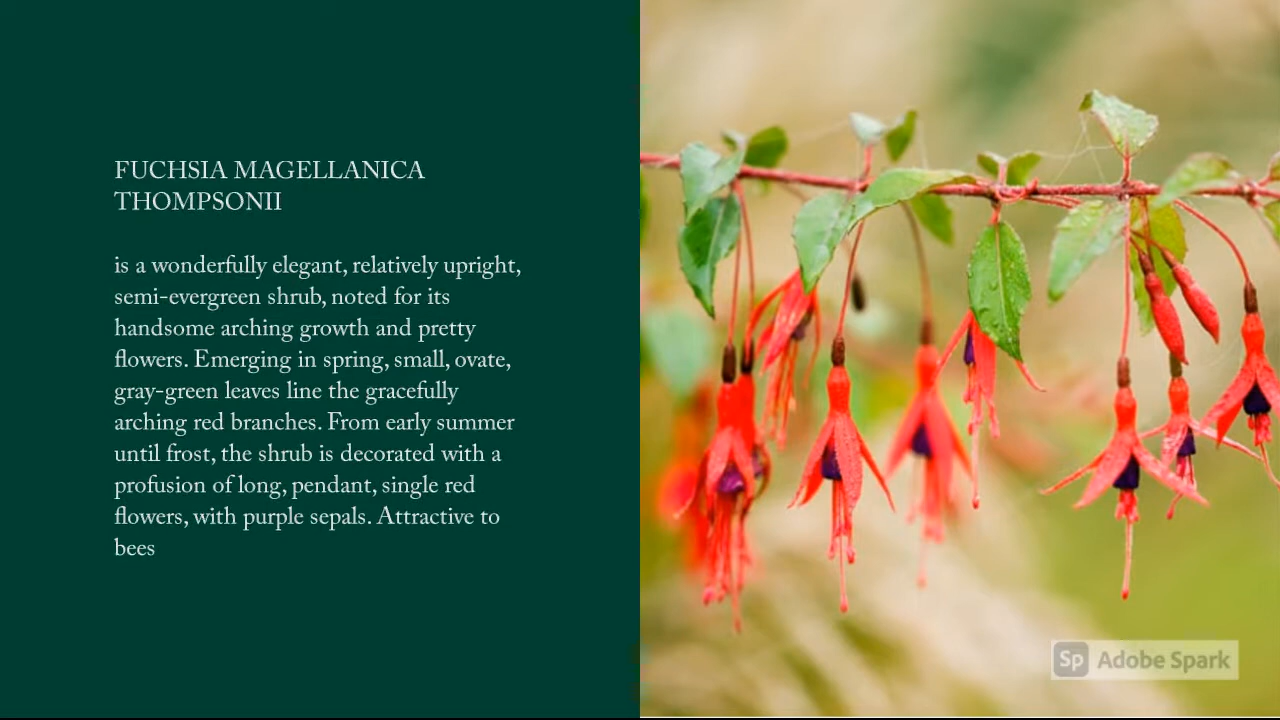 FUCHSIA MAGELLANICA
THOMPSONII
is a wonderfully elegant, relatively upright,
semi-evergreen shrub, noted for its
handsome arching growth and pretty
flowers. Emerging in spring, small, ovate,
gray-green leaves line the gracefully
arching red branches. From early summer
until frost, the shrub is decorated with a
profusion of long, pendant, single red
flowers, with purple sepals. Attractive to
bees
Sp Adobe Spark